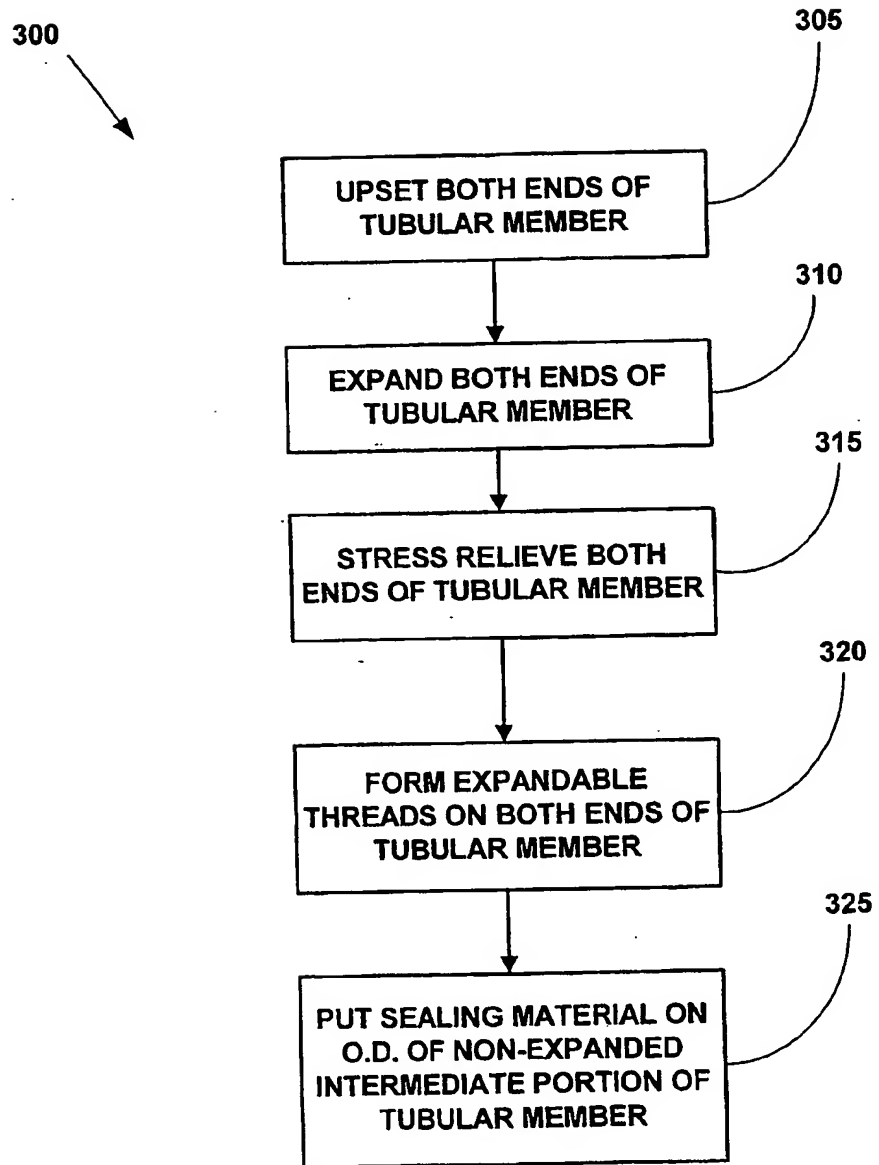 300
305
UPSET BOTH ENDS OF
TUBULAR MEMBER
310
EXPAND BOTH ENDS OF
TUBULAR MEMBER
315
STRESS RELIEVE BOTH
ENDS OF TUBULAR MEMBER
320
FORM EXPANDABLE
THREADS ON BOTH ENDS OF
TUBULAR MEMBER
325
PUT SEALING MATERIAL ON
O.D. OF NON-EXPANDED
INTERMEDIATE PORTION OF
TUBULAR MEMBER